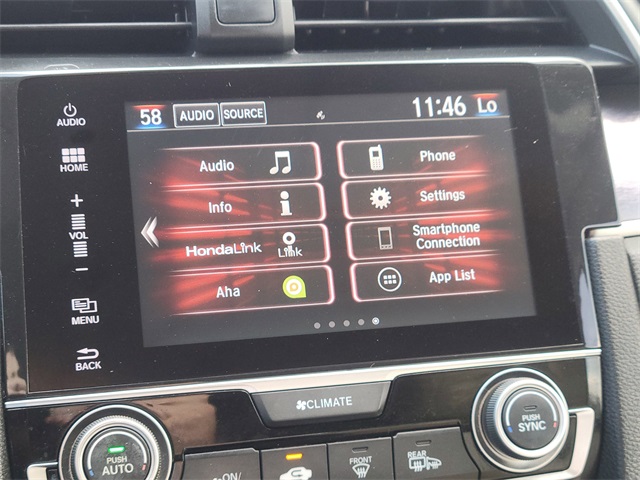 58 AUDIO SOURCE 11:46 Lo
AUDIO
HOME
+
VOL
−
MENU
BACK
Audio
Phone
Info
Settings
HondaLink Link
Smartphone
Connection
Aha
App List
CLIMATE
PUSH
AUTO
ON/
FRONT
REAR
PUSH
SYNC